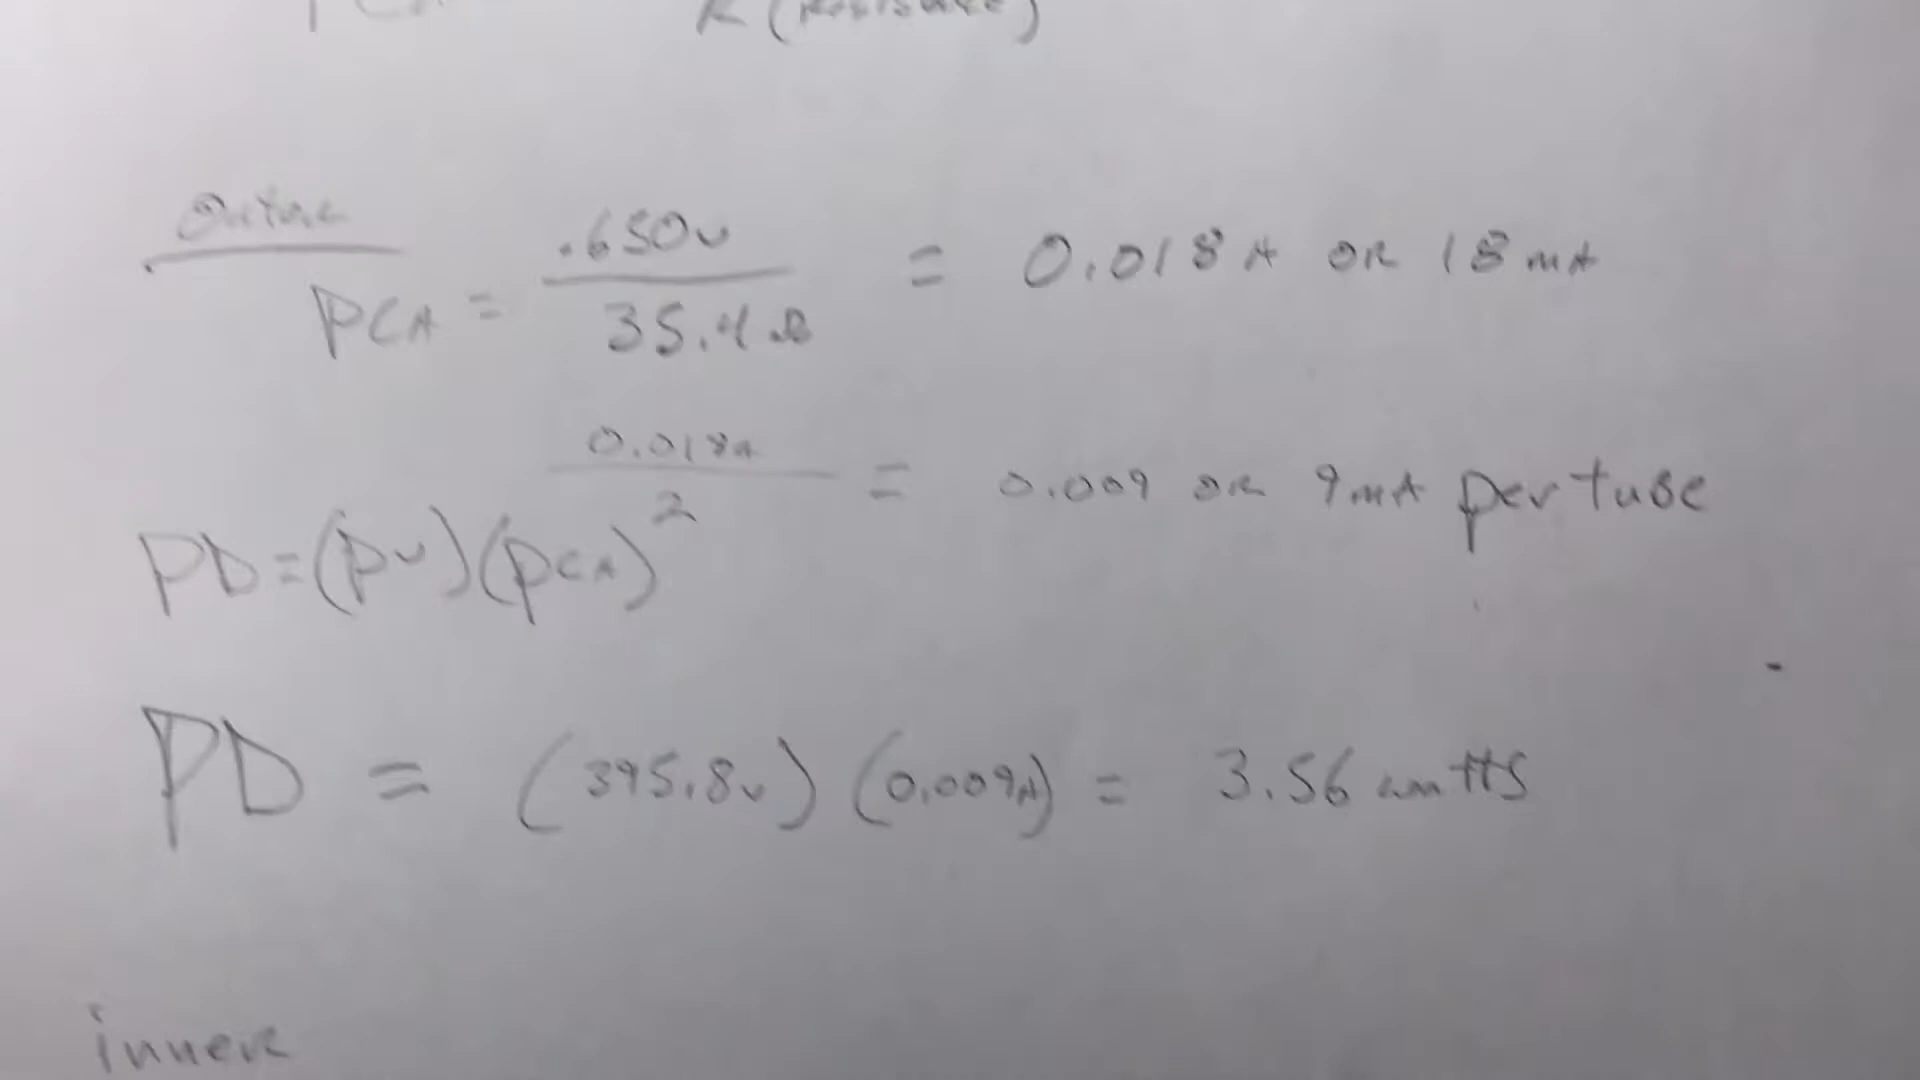 R (Resistance)
Outer
PCA = .650v / 35.4Ω = 0.018A OR 18mA
0.018A / 2 = 0.009 OR 9mA per tube
PD=(PV)(PCA)
PD = (395.8v) (0.009A) = 3.56 watts
inner